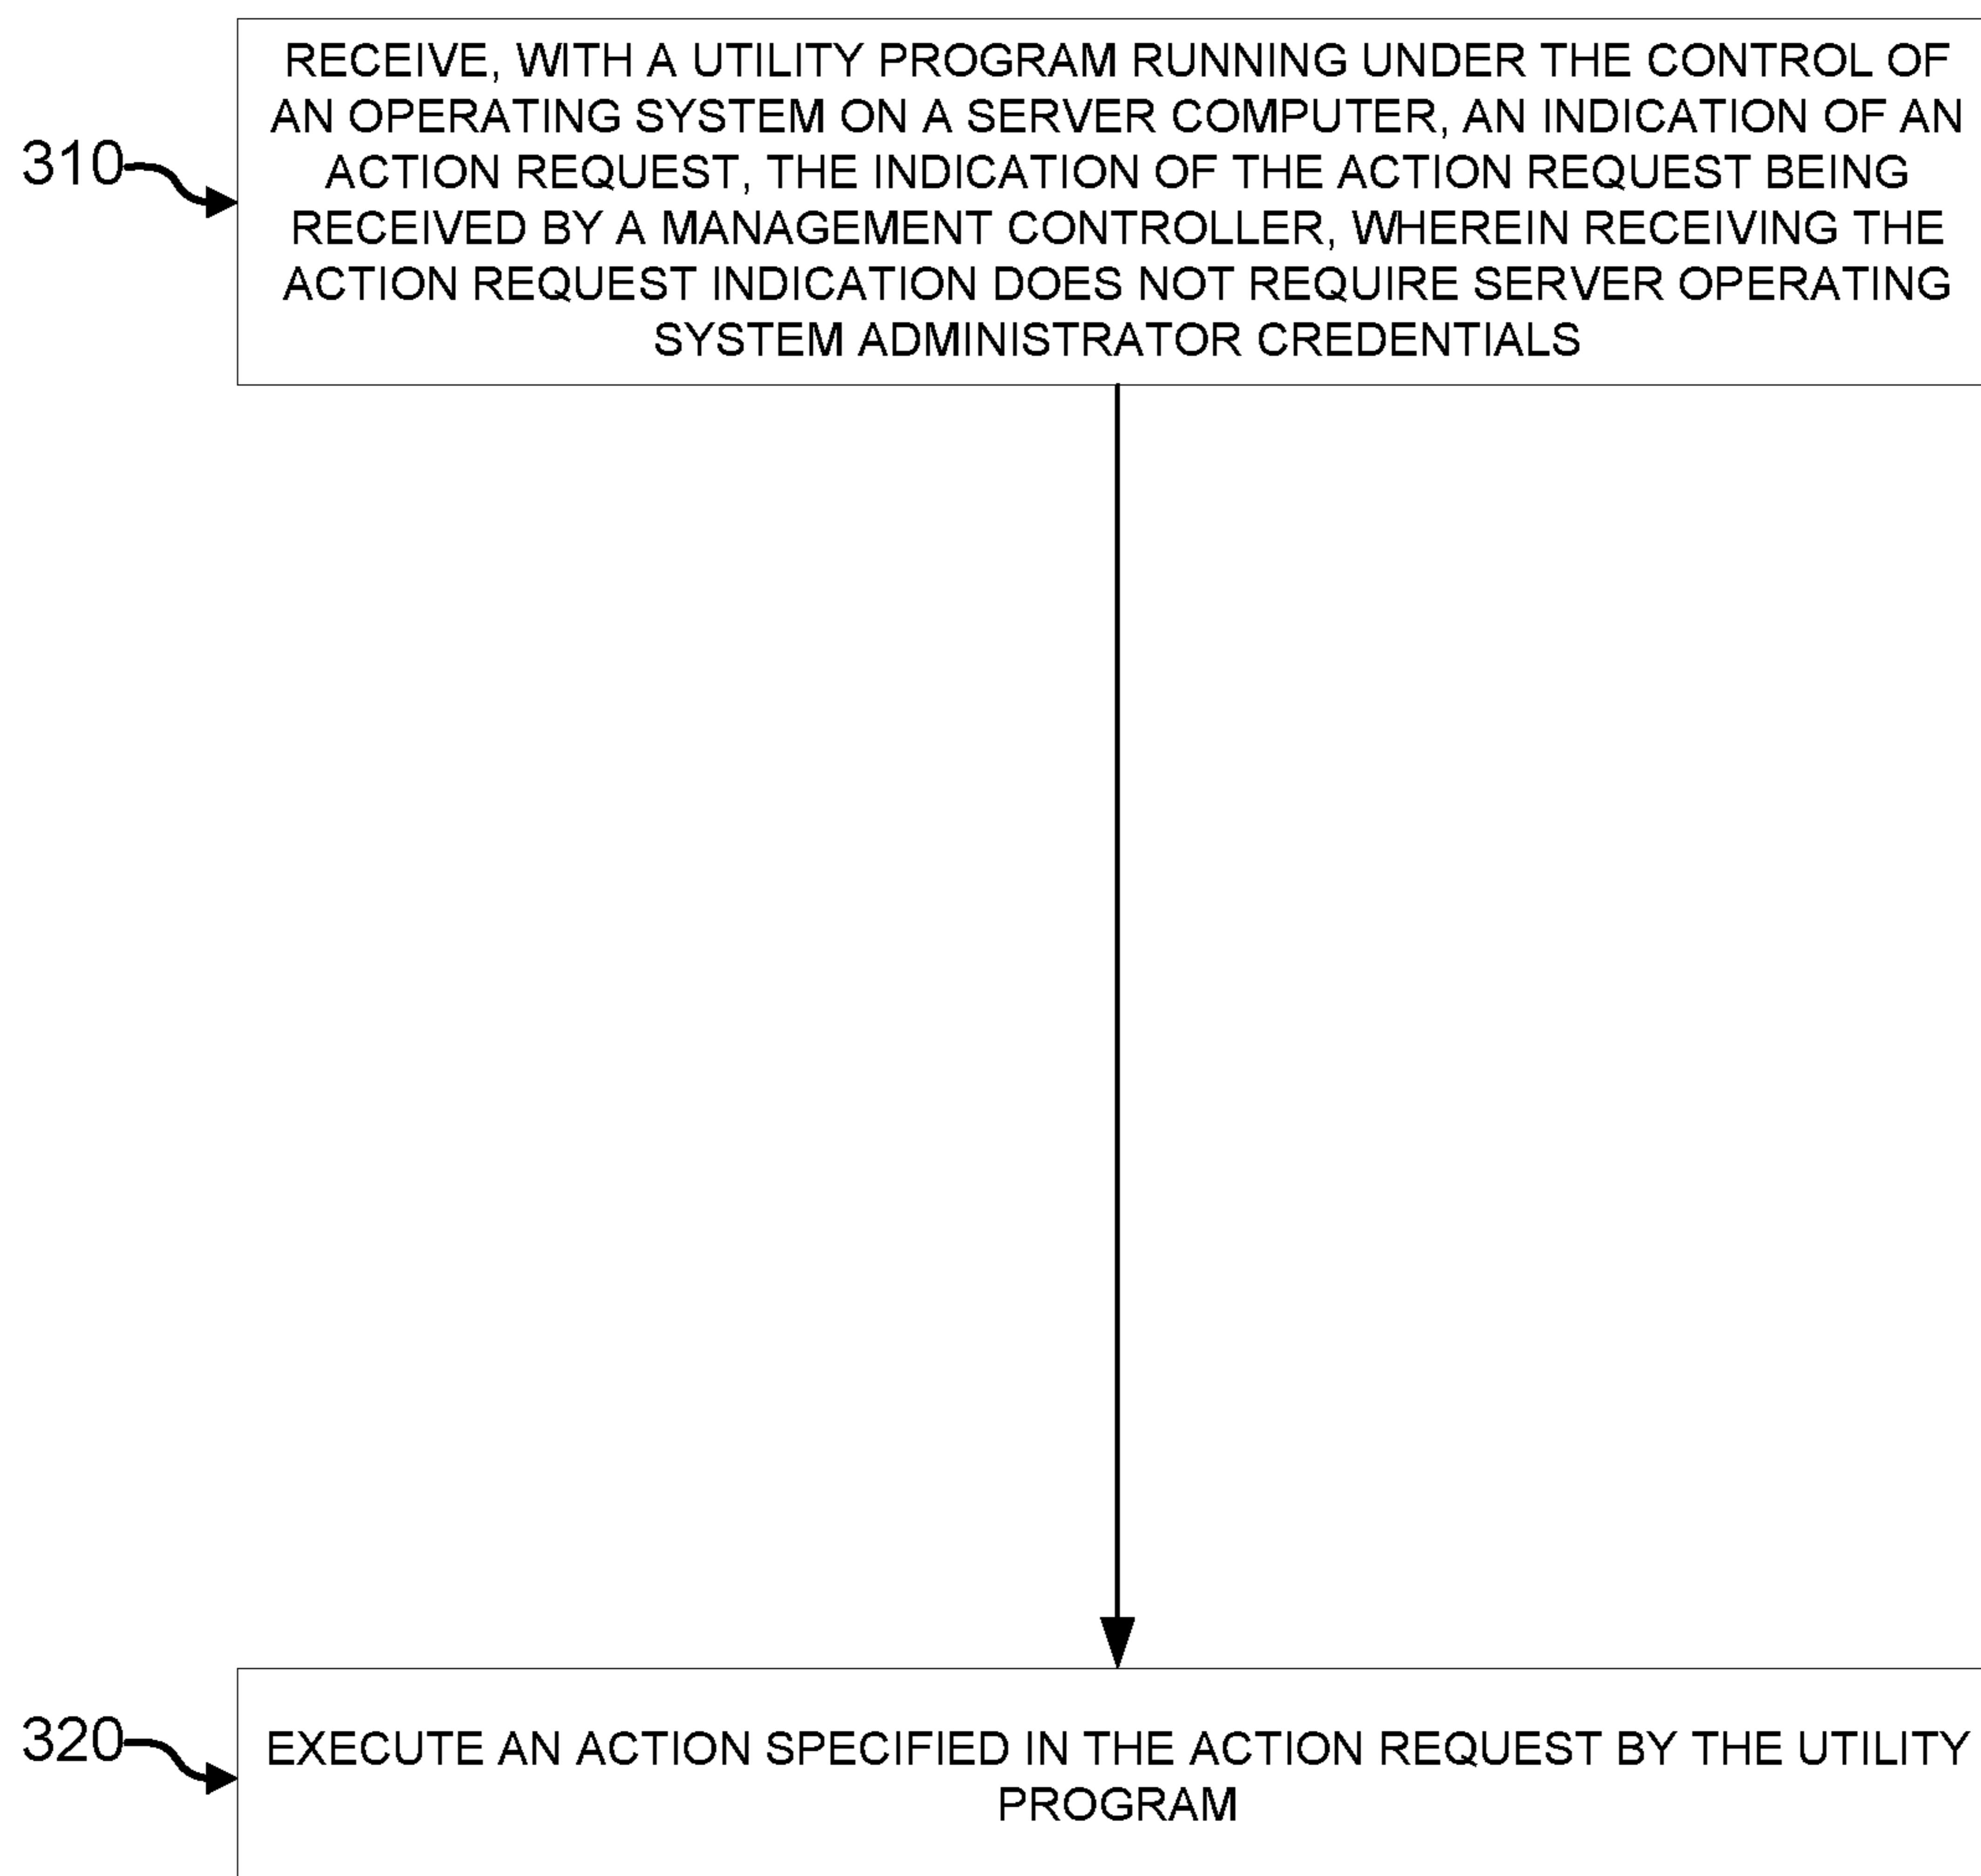 RECEIVE, WITH A UTILITY PROGRAM RUNNING UNDER THE CONTROL OF
AN OPERATING SYSTEM ON A SERVER COMPUTER, AN INDICATION OF AN
310
ACTION REQUEST, THE INDICATION OF THE ACTION REQUEST BEING
RECEIVED BY A MANAGEMENT CONTROLLER, WHEREIN RECEIVING THE
ACTION REQUEST INDICATION DOES NOT REQUIRE SERVER OPERATING
SYSTEM ADMINISTRATOR CREDENTIALS
320
EXECUTE AN ACTION SPECIFIED IN THE ACTION REQUEST BY THE UTILITY
PROGRAM